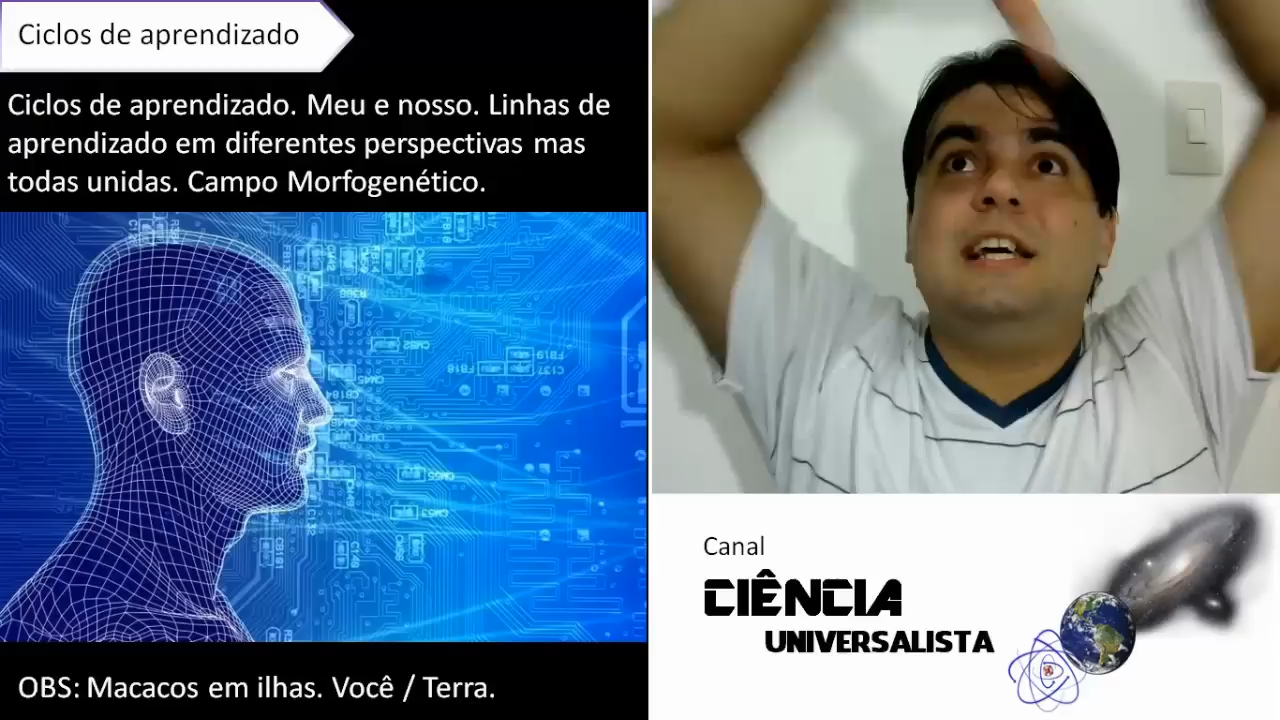 Ciclos de aprendizado
Ciclos de aprendizado. Meu e nosso. Linhas de
aprendizado em diferentes perspectivas mas
todas unidas. Campo Morfogenético.
OBS: Macacos em ilhas. Você / Terra.
Canal
CIÊNCIA
UNIVERSALISTA